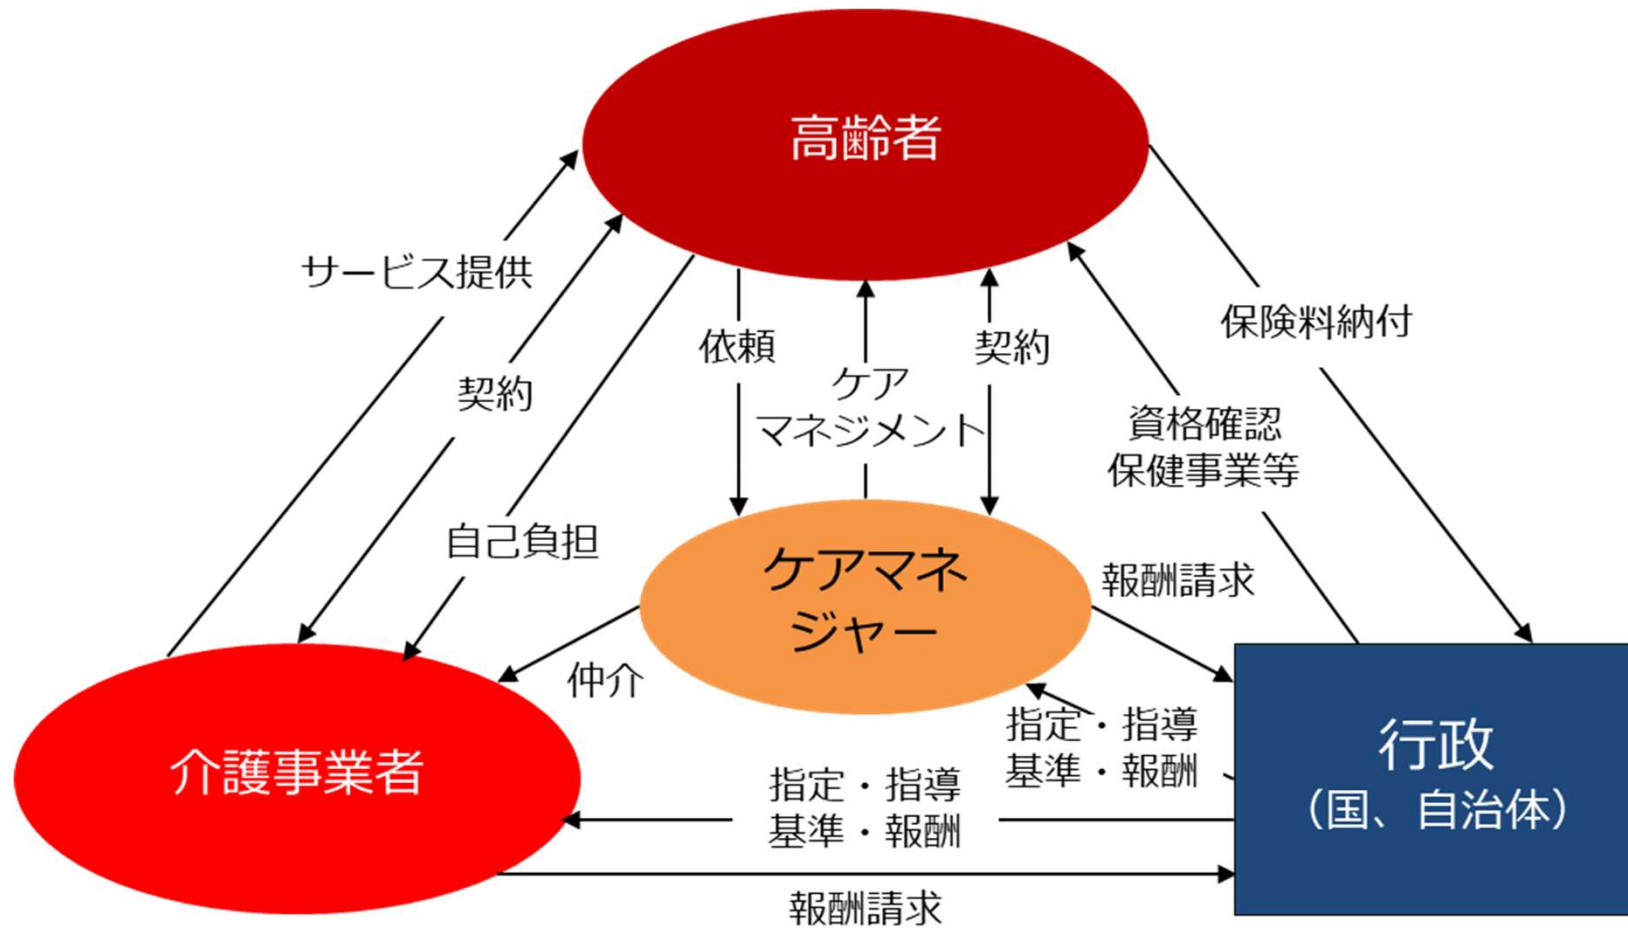 高齢者
サービス提供
保険料納付
依頼
契約
ケア
マネジメント
契約
資格確認
保健事業等
自己負担
ケアマネ
ジャー
報酬請求
仲介
指定・指導
基準・報酬
行政
（国、自治体）
介護事業者
指定・指導
基準・報酬
報酬請求